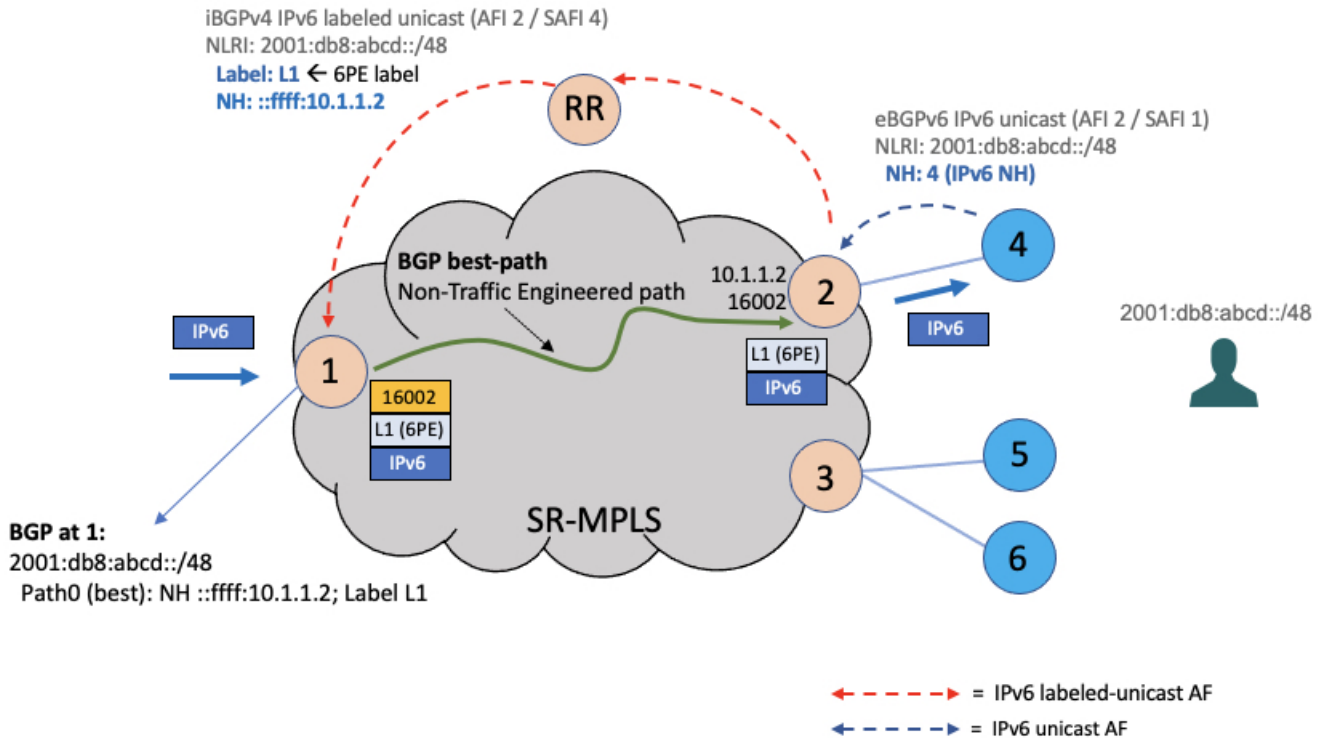 iBGPv4 IPv6 labeled unicast (AFI 2 / SAFI 4)
NLRI: 2001:db8:abcd::/48
Label: L1 ← 6PE label
NH: ::ffff:10.1.1.2
RR
eBGPv6 IPv6 unicast (AFI 2 / SAFI 1)
NLRI: 2001:db8:abcd::/48
NH: 4 (IPv6 NH)
4
BGP best-path
Non-Traffic Engineered path
10.1.1.2
16002
2
IPv6
IPv6
2001:db8:abcd::/48
1
L1 (6PE)
IPv6
16002
L1 (6PE)
IPv6
3
5
6
SR-MPLS
BGP at 1:
2001:db8:abcd::/48
Path0 (best): NH ::ffff:10.1.1.2; Label L1
= IPv6 labeled-unicast AF
= IPv6 unicast AF